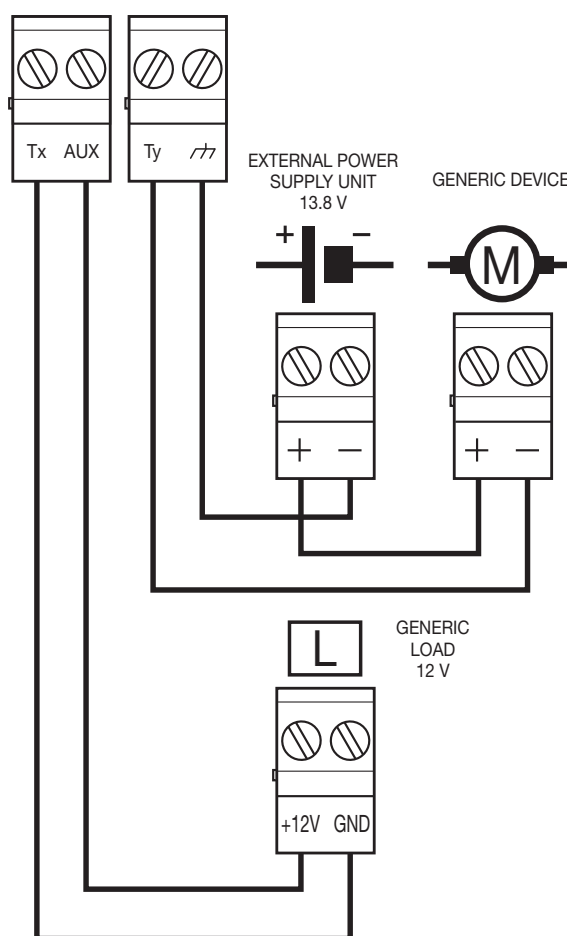 Tx AUX Ty
EXTERNAL POWER
SUPPLY UNIT
13.8 V
GENERIC DEVICE
+ –
M
+ –
+ –
L
GENERIC
LOAD
12 V
+12V GND